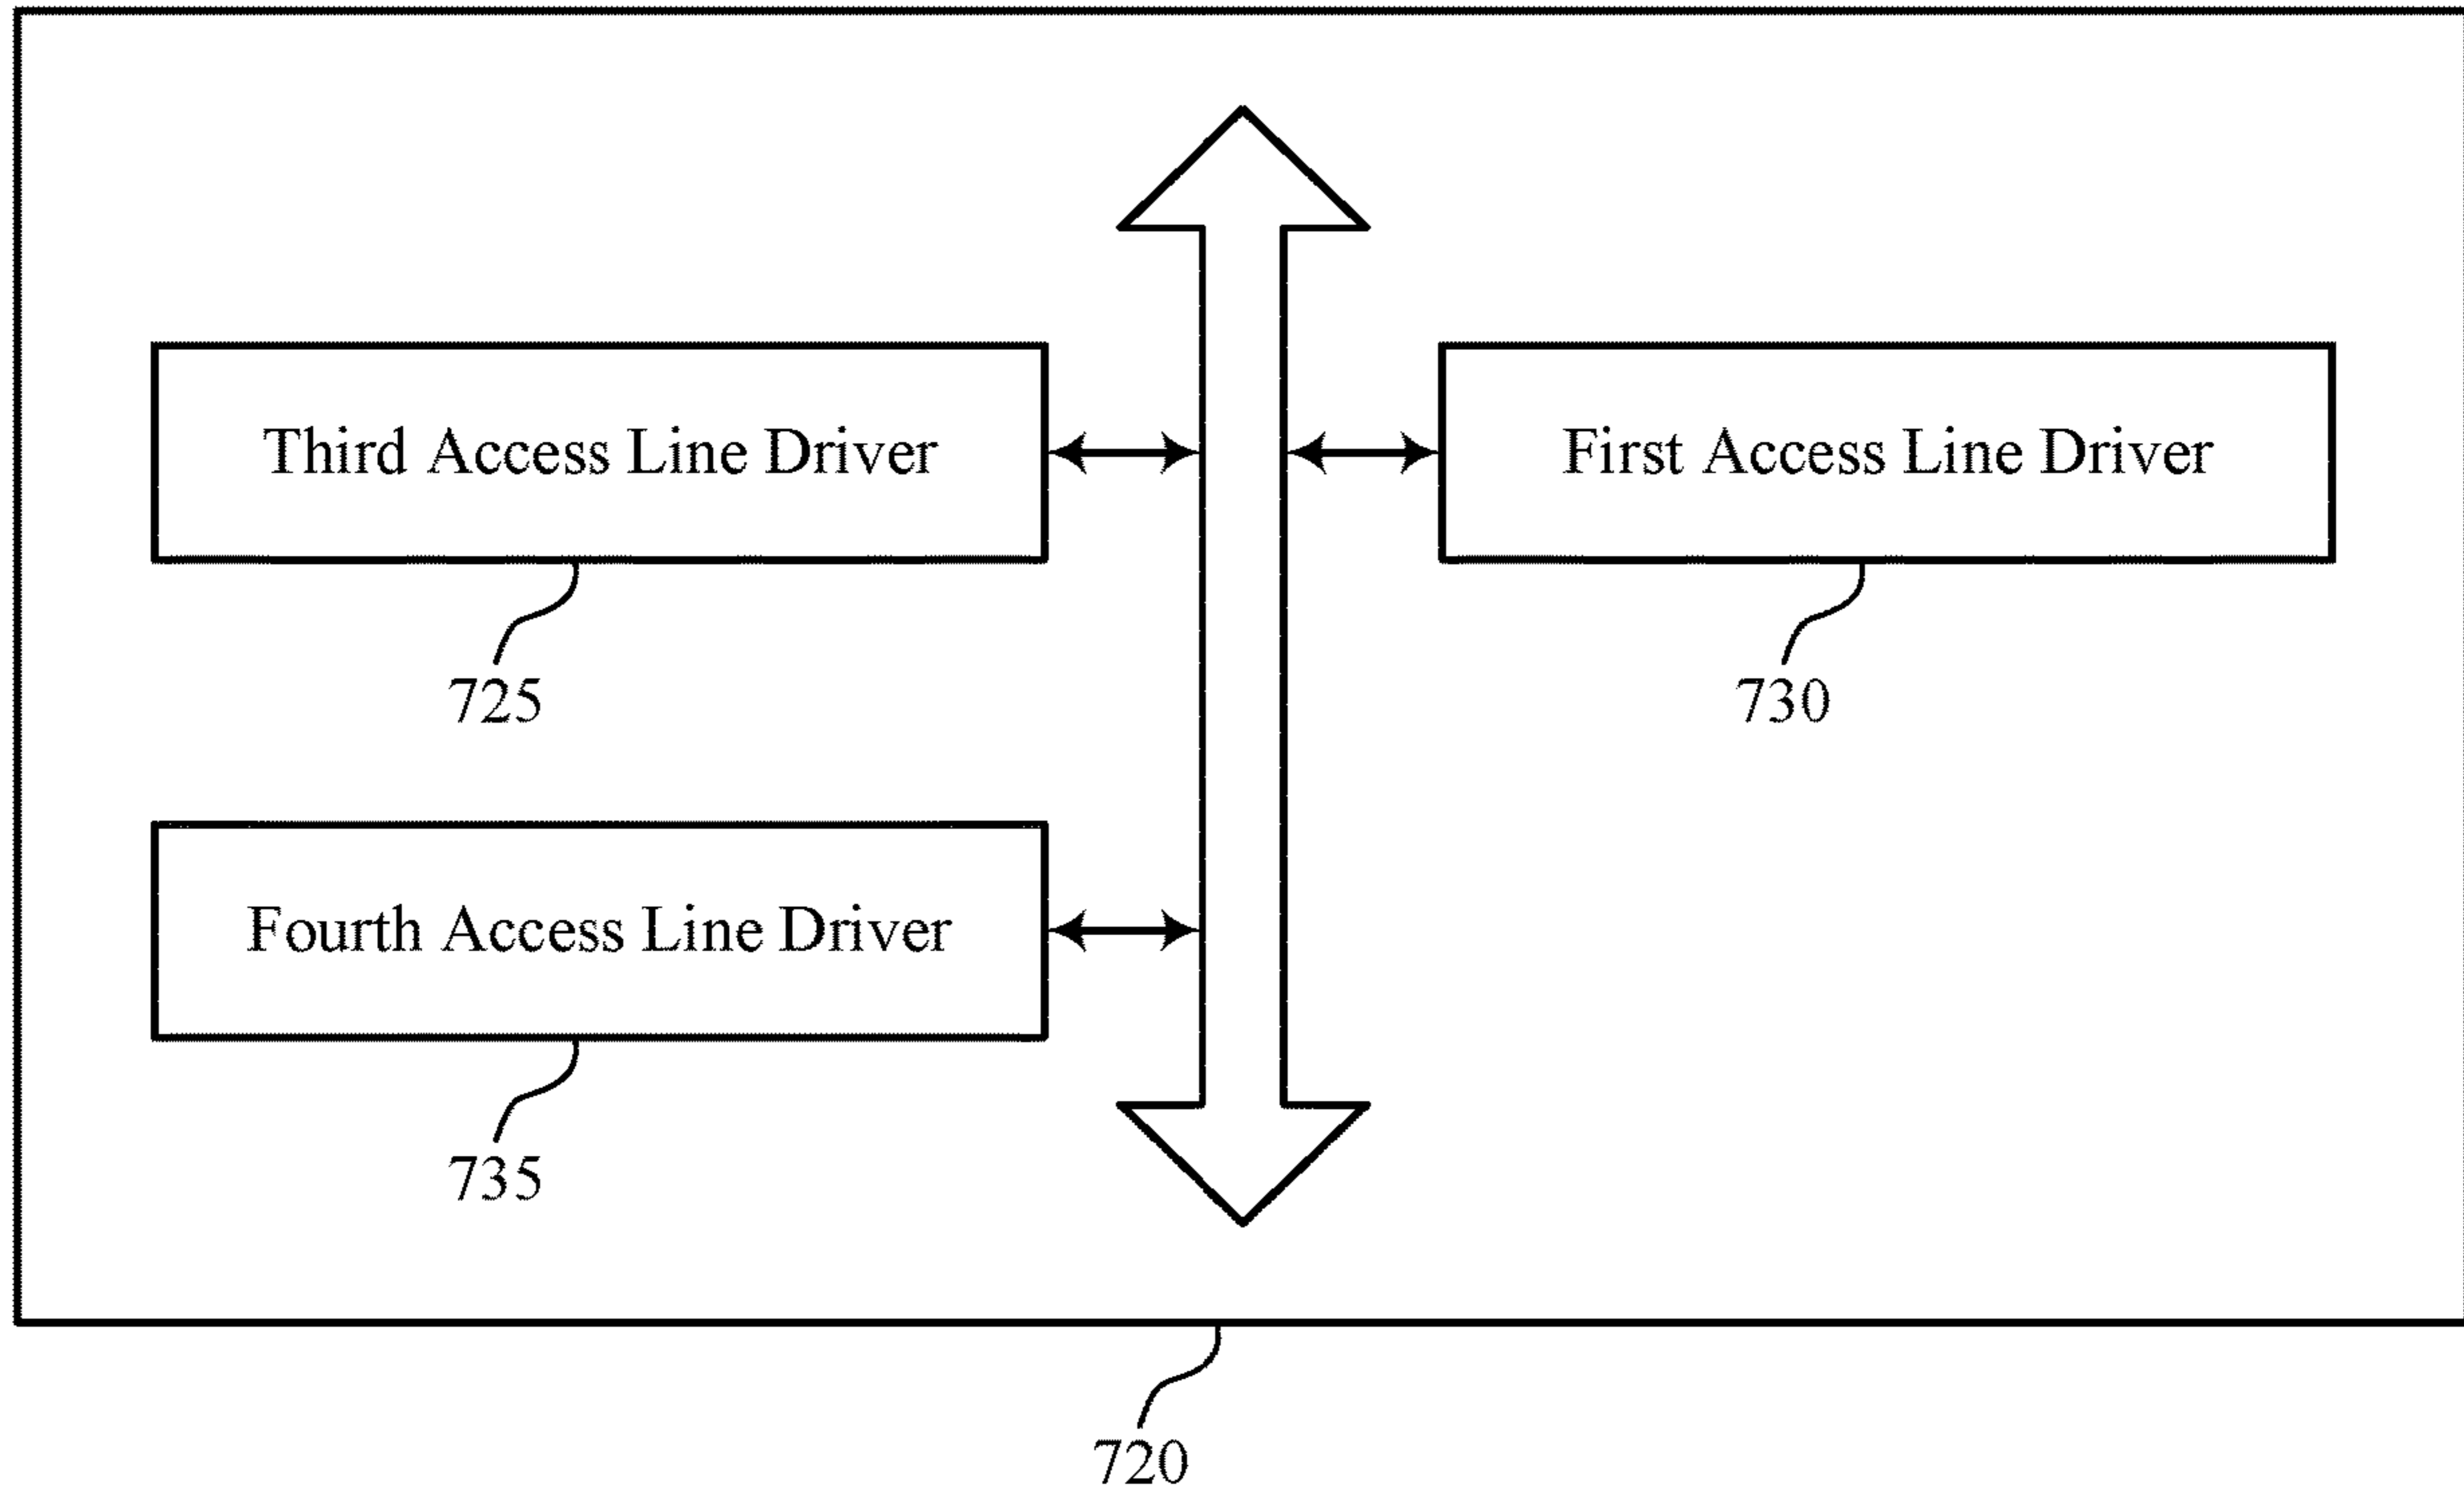 Third Access Line Driver
First Access Line Driver
725
730
Fourth Access Line Driver
735
720